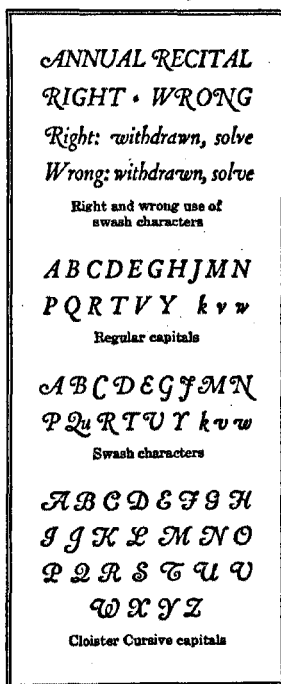 ANNUAL RECITAL
RIGHT • WRONG
Right: withdrawn, solve
Wrong: withdrawn, solve
Right and wrong use of
swash characters
A B C D E G H J M N
P Q R T V Y k v w
Regular capitals
A B C D E G J M N
P Qu R T U Y k v w
Swash characters
A B C D E F G H
I J K L M N O
P Q R S T U V
W X Y Z
Cloister Cursive capitals